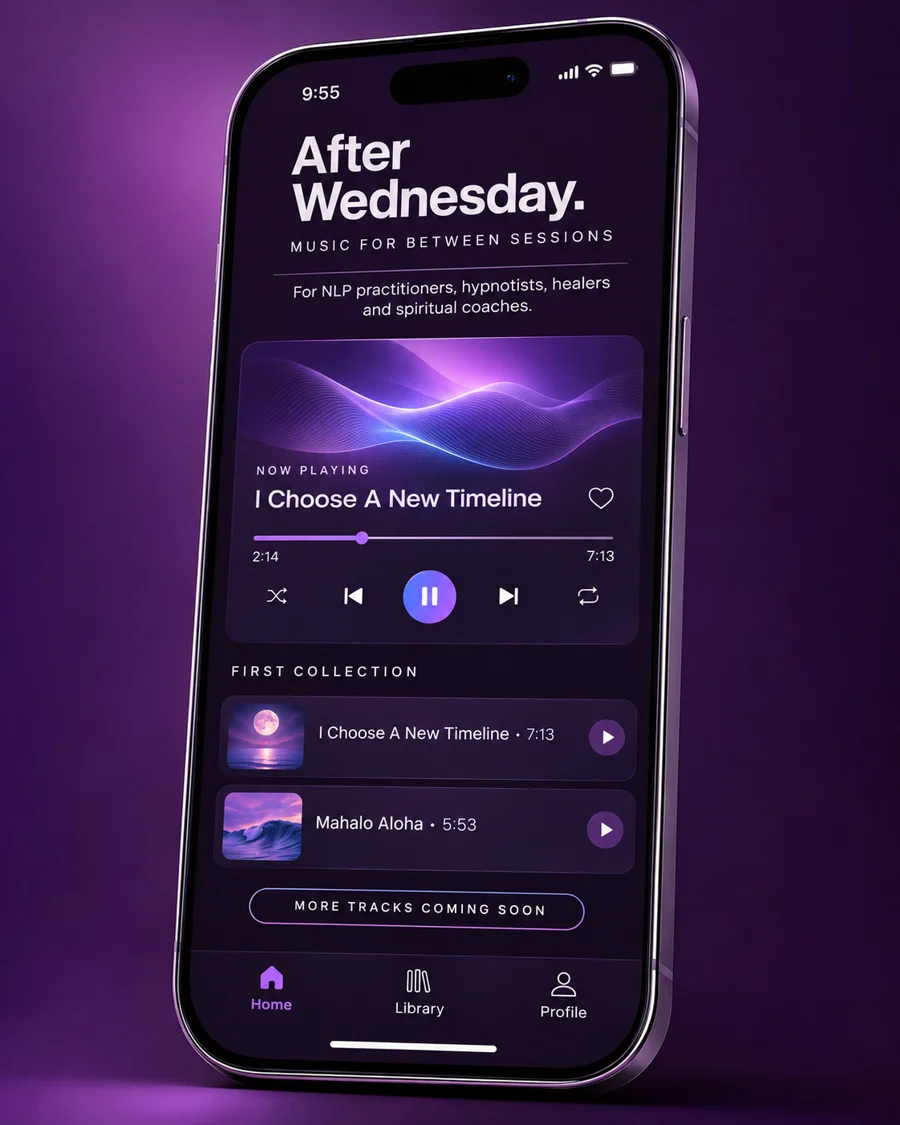 9:55
After
Wednesday.
MUSIC FOR BETWEEN SESSIONS
For NLP practitioners, hypnotists, healers
and spiritual coaches.
NOW PLAYING
I Choose A New Timeline
2:14 7:13
FIRST COLLECTION
I Choose A New Timeline • 7:13
Mahalo Aloha • 5:53
MORE TRACKS COMING SOON
Home Library Profile